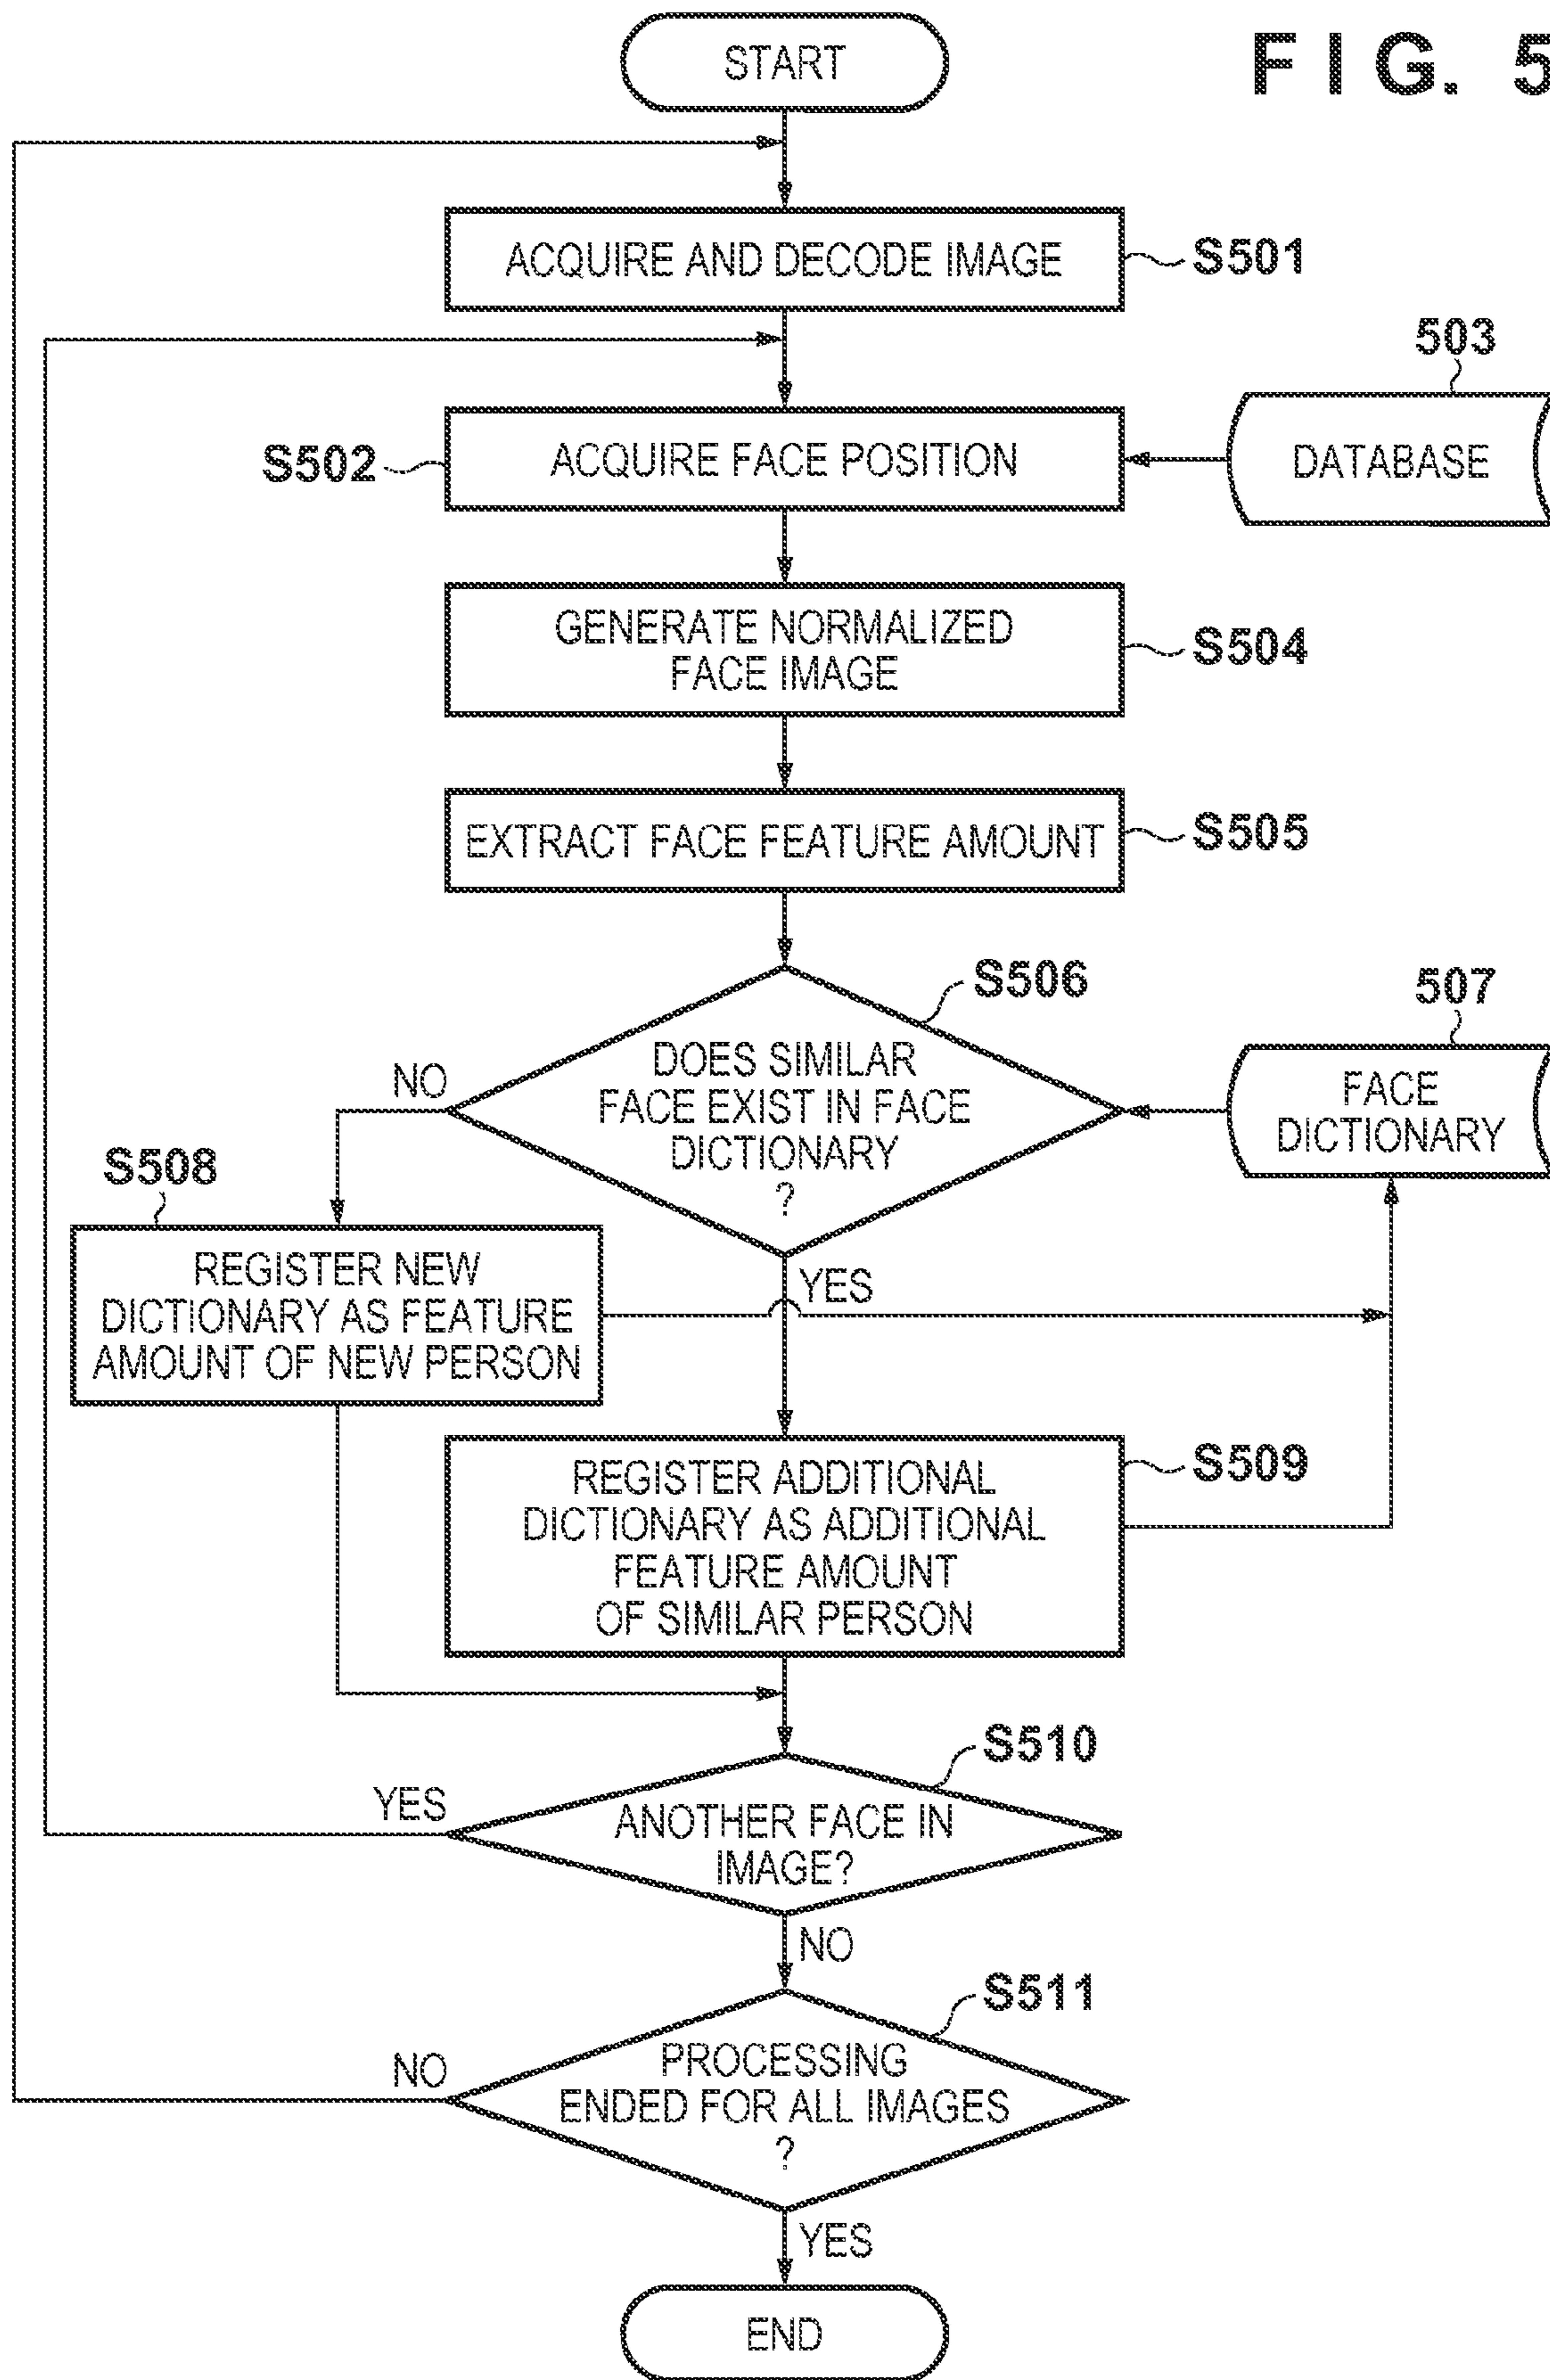 START
FIG. 5
ACQUIRE AND DECODE IMAGE
S501
503
S502
ACQUIRE FACE POSITION
DATABASE
GENERATE NORMALIZED
FACE IMAGE
S504
EXTRACT FACE FEATURE AMOUNT
S505
S506
507
NO
DOES SIMILAR
FACE EXIST IN FACE
DICTIONARY
?
FACE
DICTIONARY
S508
REGISTER NEW
DICTIONARY AS FEATURE
AMOUNT OF NEW PERSON
YES
REGISTER ADDITIONAL
DICTIONARY AS ADDITIONAL
FEATURE AMOUNT
OF SIMILAR PERSON
S509
S510
YES
ANOTHER FACE IN
IMAGE?
NO
S511
NO
PROCESSING
ENDED FOR ALL IMAGES
?
YES
END